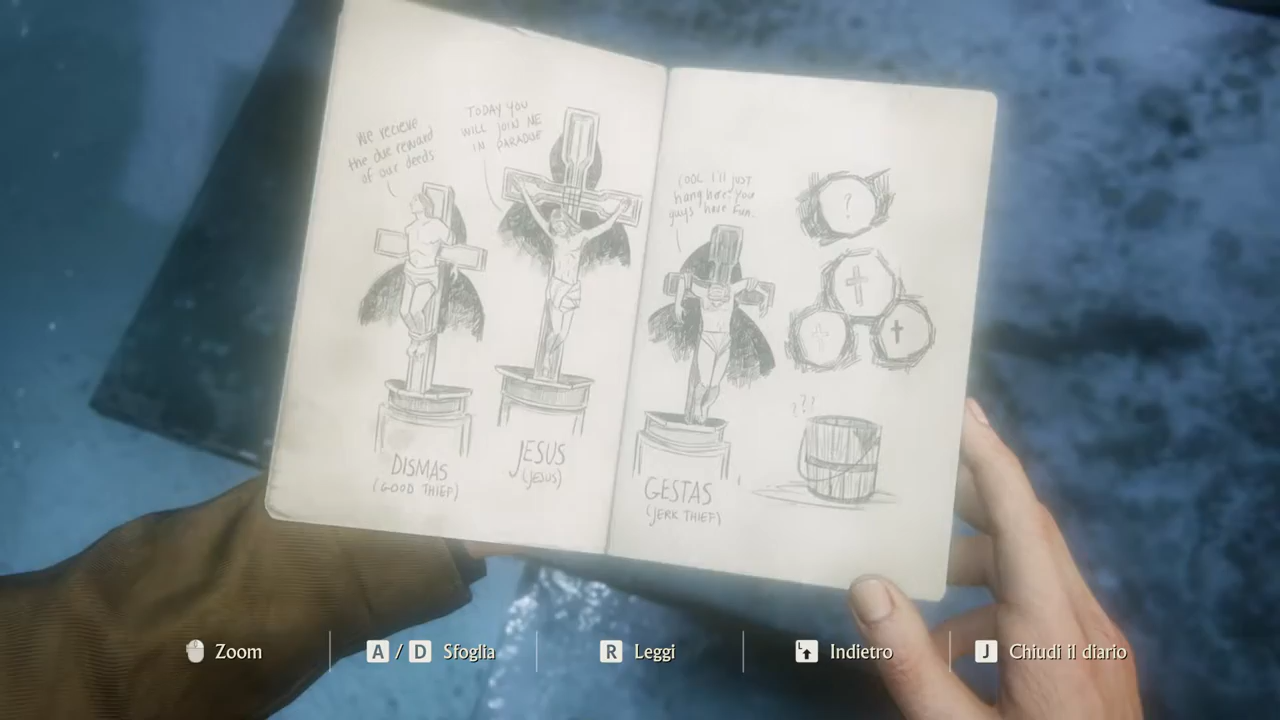 We recieve
the due reward
of our deeds
TODAY YOU
WILL JOIN ME
IN PARADISE
COOL I'll JUST
hang here. You
guys have fun.
?
DISMAS
(GOOD THIEF)
JESUS
(JESUS)
GESTAS
(JERK THIEF)
???
Zoom
A / D Sfoglia
R Leggi
Indietro
J Chiudi il diario